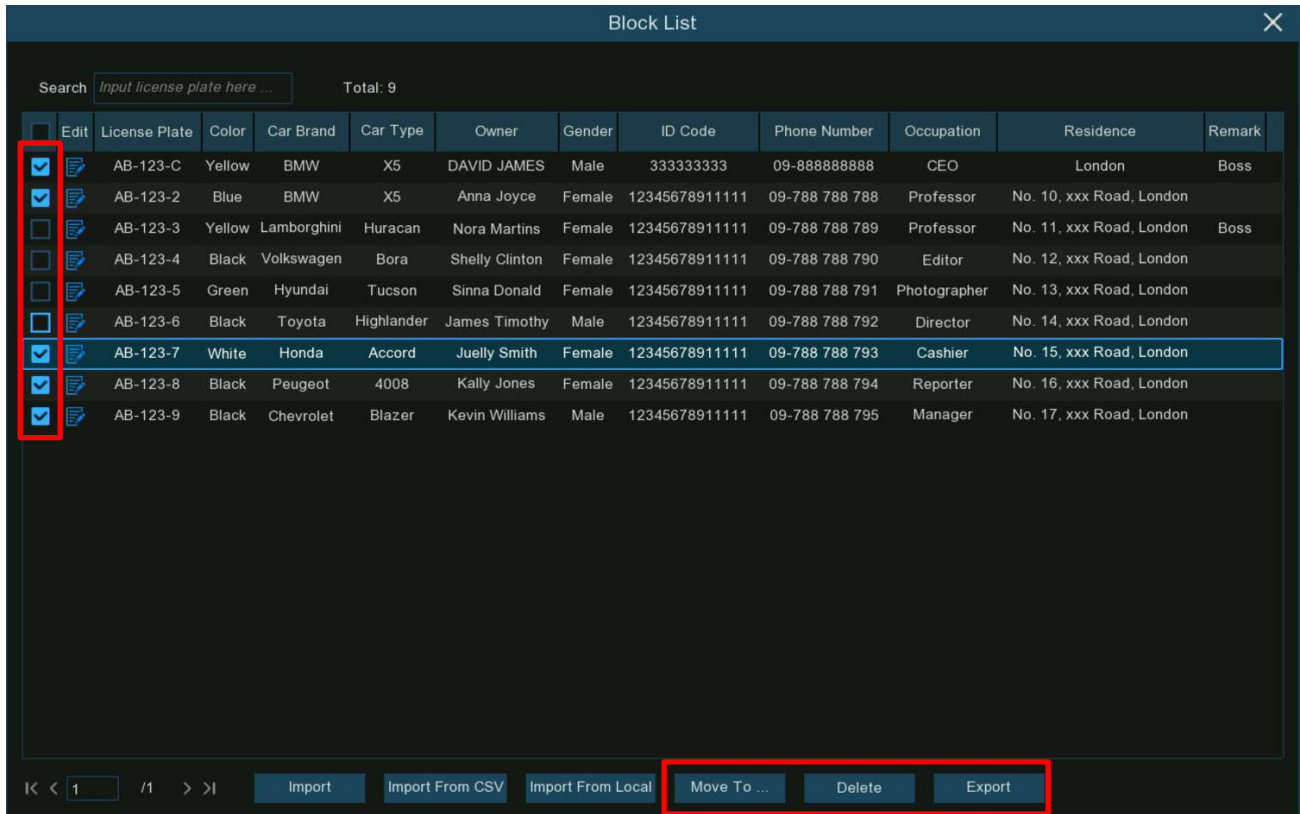 Block List
Search Input license plate here ... Total: 9
Edit License Plate Color Car Brand Car Type Owner Gender ID Code Phone Number Occupation Residence Remark
AB-123-C Yellow BMW X5 DAVID JAMES Male 333333333 09-888888888 CEO London Boss
AB-123-2 Blue BMW X5 Anna Joyce Female 12345678911111 09-788 788 788 Professor No. 10, xxx Road, London
AB-123-3 Yellow Lamborghini Huracan Nora Martins Female 12345678911111 09-788 788 789 Professor No. 11, xxx Road, London Boss
AB-123-4 Black Volkswagen Bora Shelly Clinton Female 12345678911111 09-788 788 790 Editor No. 12, xxx Road, London
AB-123-5 Green Hyundai Tucson Sinna Donald Female 12345678911111 09-788 788 791 Photographer No. 13, xxx Road, London
AB-123-6 Black Toyota Highlander James Timothy Male 12345678911111 09-788 788 792 Director No. 14, xxx Road, London
AB-123-7 White Honda Accord Juelly Smith Female 12345678911111 09-788 788 793 Cashier No. 15, xxx Road, London
AB-123-8 Black Peugeot 4008 Kally Jones Female 12345678911111 09-788 788 794 Reporter No. 16, xxx Road, London
AB-123-9 Black Chevrolet Blazer Kevin Williams Male 12345678911111 09-788 788 795 Manager No. 17, xxx Road, London
1 /1 Import Import From CSV Import From Local Move To ... Delete Export